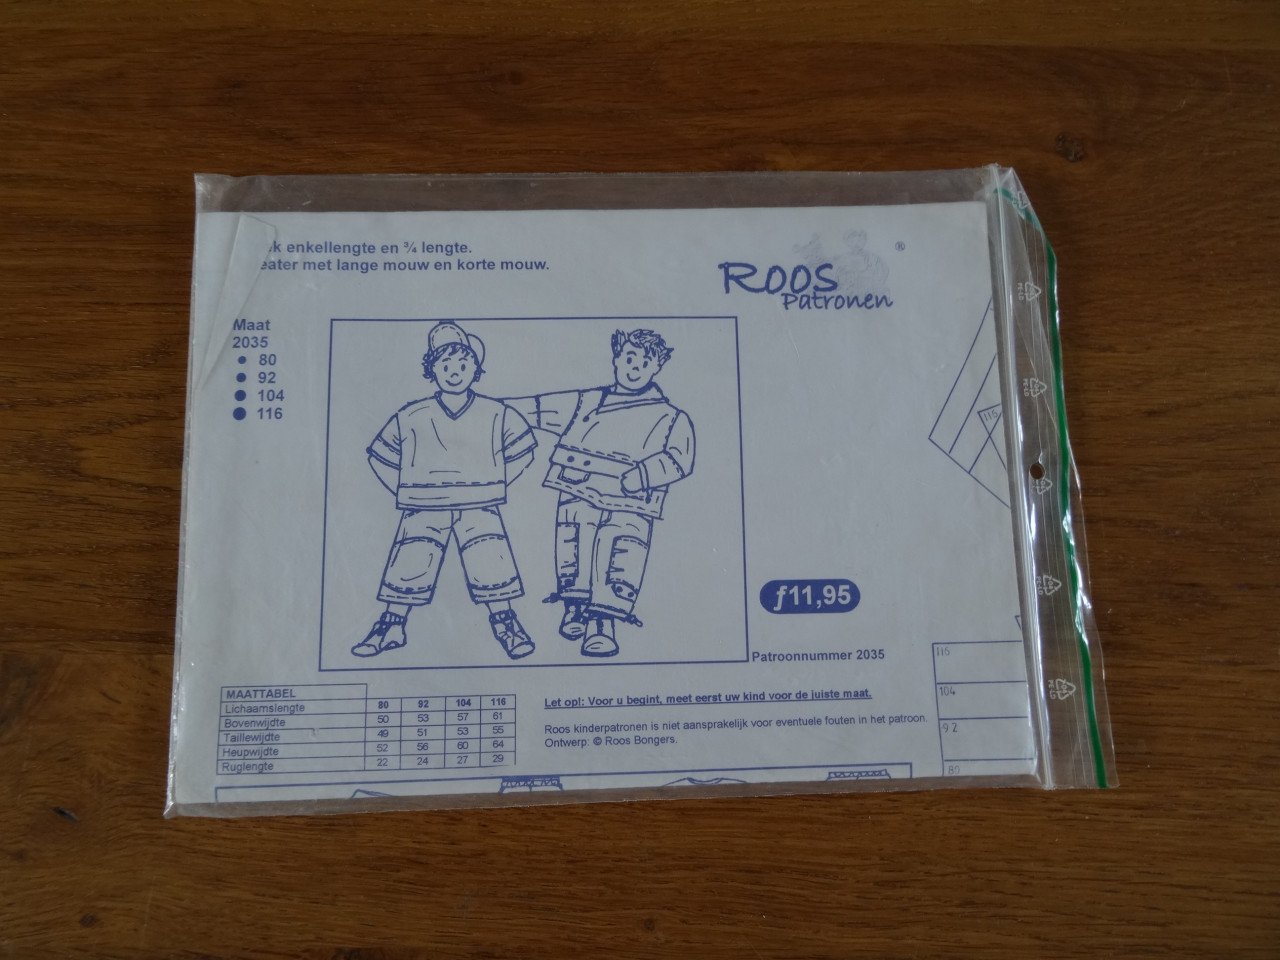 k enkellengte en ¾ lengte.
eater met lange mouw en korte mouw.
ROOS
Patronen
®
Maat
2035
• 80
• 92
• 104
• 116
116
ƒ11,95
Patroonnummer 2035
116
104
92
80
MAATTABEL
Lichaamslengte 80 92 104 116
Bovenwijdte 50 53 57 61
Taillewijdte 49 51 53 55
Heupwijdte 52 56 60 64
Ruglengte 22 24 27 29
Let op!: Voor u begint, meet eerst uw kind voor de juiste maat.
Roos kinderpatronen is niet aansprakelijk voor eventuele fouten in het patroon.
Ontwerp: © Roos Bongers.